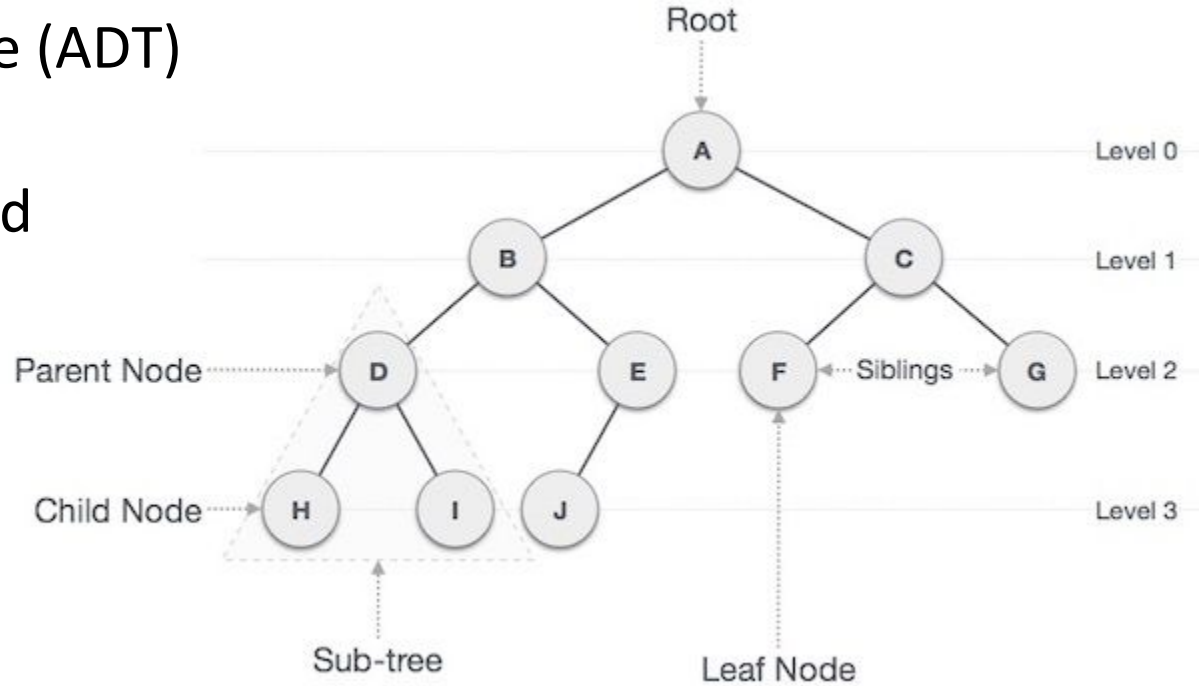 e (ADT)
d
Root
A
Level 0
B
C
Level 1
Parent Node
D
E
F
Siblings
G
Level 2
Child Node
H
I
J
Level 3
Sub-tree
Leaf Node